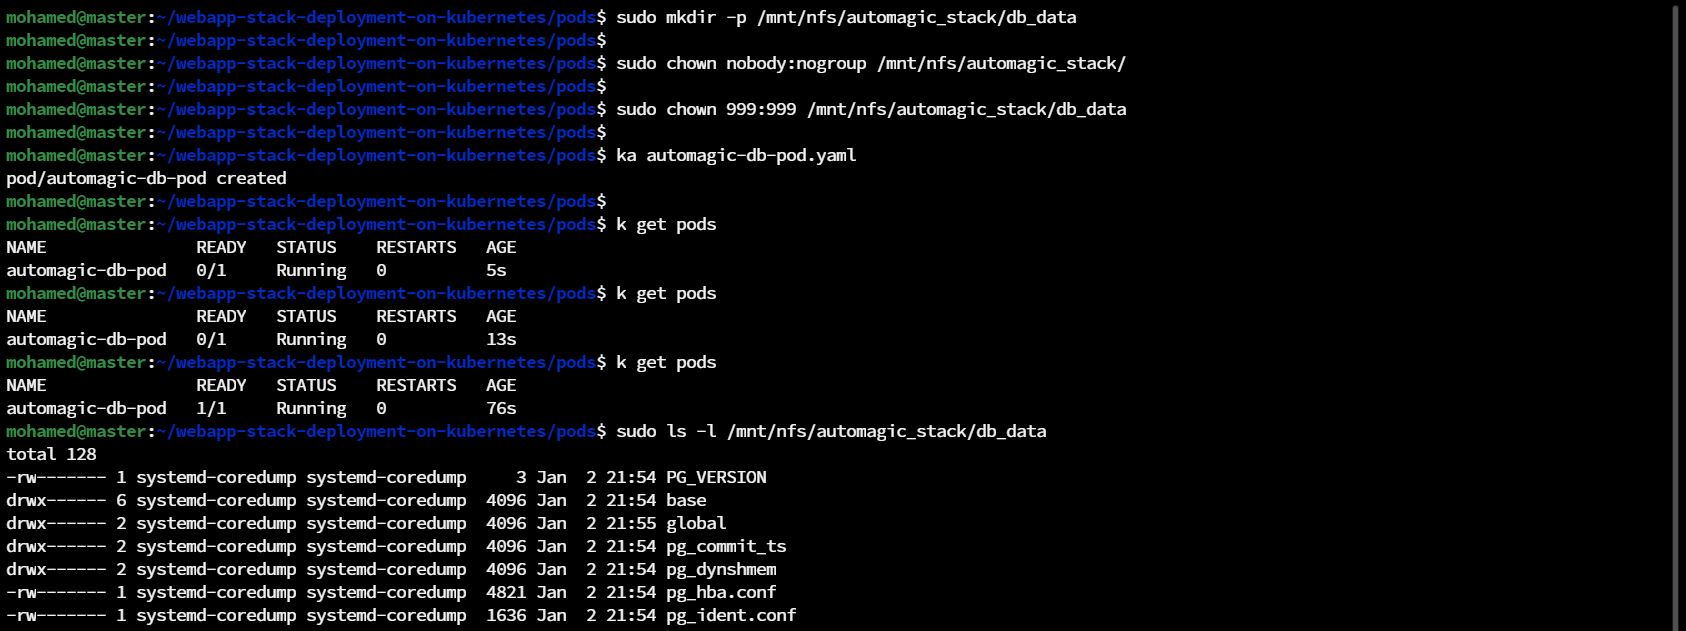 mohamed@master:~/webapp-stack-deployment-on-kubernetes/pods$ sudo mkdir -p /mnt/nfs/automagic_stack/db_data
mohamed@master:~/webapp-stack-deployment-on-kubernetes/pods$
mohamed@master:~/webapp-stack-deployment-on-kubernetes/pods$ sudo chown nobody:nogroup /mnt/nfs/automagic_stack/
mohamed@master:~/webapp-stack-deployment-on-kubernetes/pods$
mohamed@master:~/webapp-stack-deployment-on-kubernetes/pods$ sudo chown 999:999 /mnt/nfs/automagic_stack/db_data
mohamed@master:~/webapp-stack-deployment-on-kubernetes/pods$
mohamed@master:~/webapp-stack-deployment-on-kubernetes/pods$ ka automagic-db-pod.yaml
pod/automagic-db-pod created
mohamed@master:~/webapp-stack-deployment-on-kubernetes/pods$
mohamed@master:~/webapp-stack-deployment-on-kubernetes/pods$ k get pods
NAME               READY   STATUS    RESTARTS   AGE
automagic-db-pod   0/1     Running   0          5s
mohamed@master:~/webapp-stack-deployment-on-kubernetes/pods$ k get pods
NAME               READY   STATUS    RESTARTS   AGE
automagic-db-pod   0/1     Running   0          13s
mohamed@master:~/webapp-stack-deployment-on-kubernetes/pods$ k get pods
NAME               READY   STATUS    RESTARTS   AGE
automagic-db-pod   1/1     Running   0          76s
mohamed@master:~/webapp-stack-deployment-on-kubernetes/pods$ sudo ls -l /mnt/nfs/automagic_stack/db_data
total 128
-rw------- 1 systemd-coredump systemd-coredump     3 Jan  2 21:54 PG_VERSION
drwx------ 6 systemd-coredump systemd-coredump  4096 Jan  2 21:54 base
drwx------ 2 systemd-coredump systemd-coredump  4096 Jan  2 21:55 global
drwx------ 2 systemd-coredump systemd-coredump  4096 Jan  2 21:54 pg_commit_ts
drwx------ 2 systemd-coredump systemd-coredump  4096 Jan  2 21:54 pg_dynshmem
-rw------- 1 systemd-coredump systemd-coredump  4821 Jan  2 21:54 pg_hba.conf
-rw------- 1 systemd-coredump systemd-coredump  1636 Jan  2 21:54 pg_ident.conf